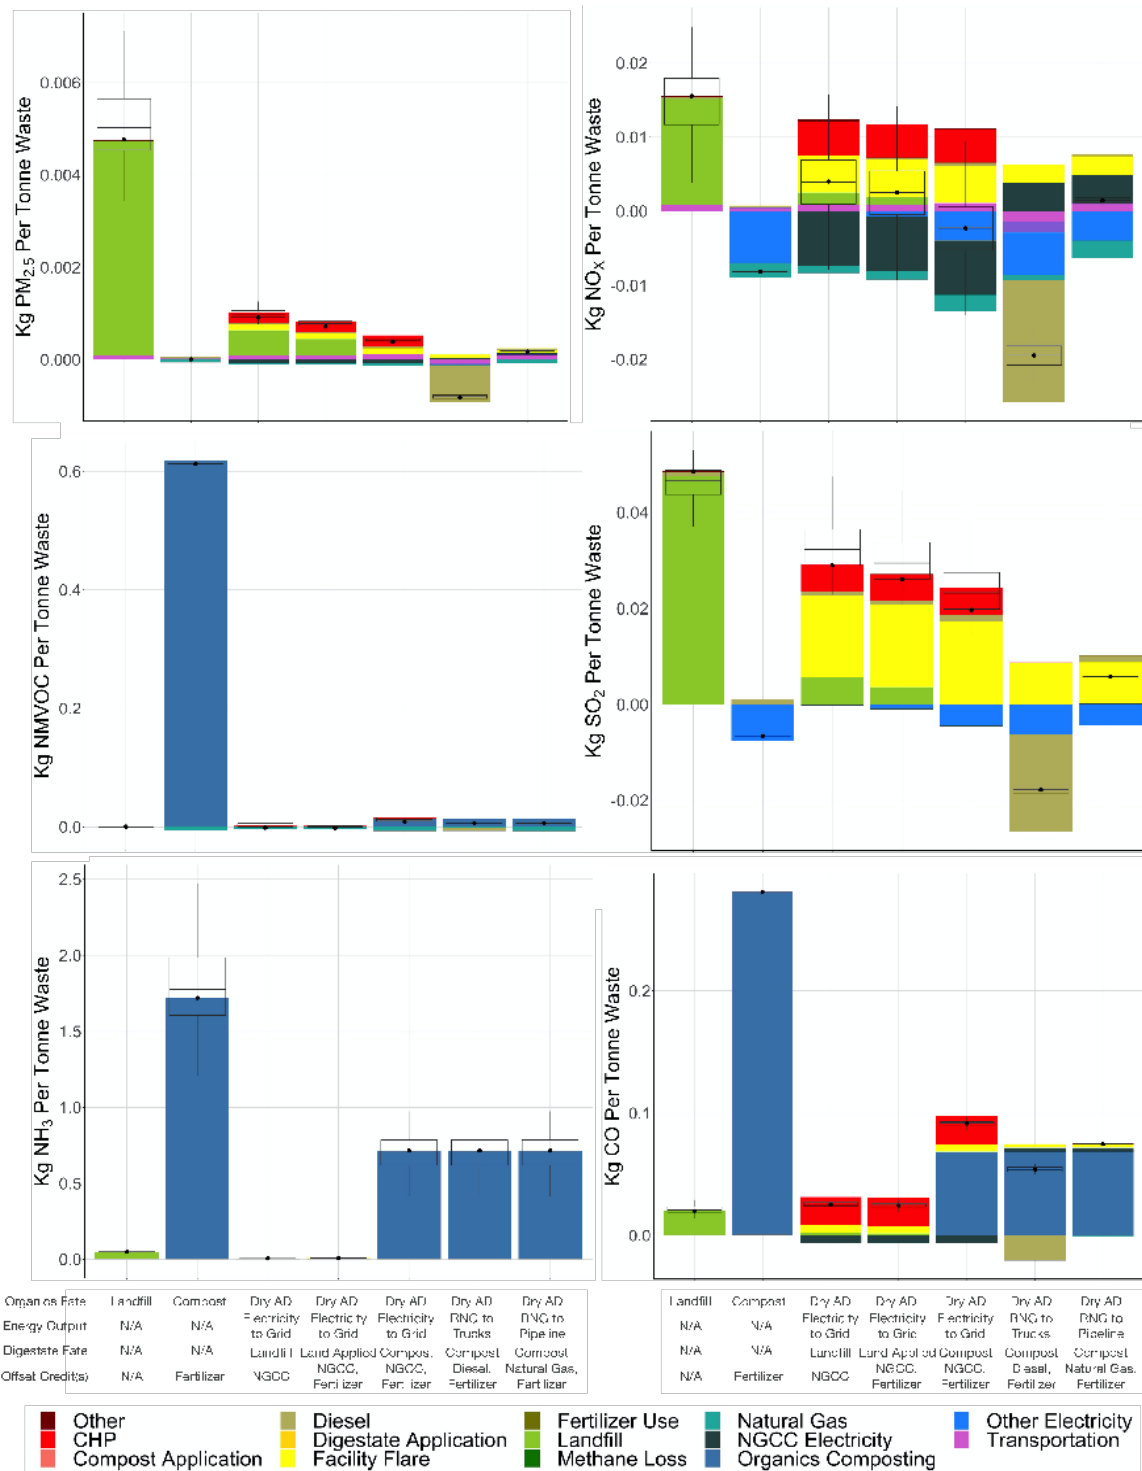 Kg PM2.5 Per Tonne Waste
0.006
0.004
0.002
0.000
Kg NOX Per Tonne Waste
0.02
0.01
0.00
-0.01
-0.02
Kg NMVOC Per Tonne Waste
0.6
0.4
0.2
0.0
Kg SO2 Per Tonne Waste
0.04
0.02
0.00
-0.02
Kg NH3 Per Tonne Waste
2.5
2.0
1.5
1.0
0.5
0.0
Kg CO Per Tonne Waste
0.2
0.1
0.0
Organics Fate Landfill Compost Dry AD Dry AD Dry AD Dry AD Dry AD
Energy Output N/A N/A Electricity to Grid Electricity to Grid Electricity to Grid RNG to Trucks RNG to Pipeline
Digestate Fate N/A N/A Landfill Land Applied Compost Compost Compost
Offset Credit(s) N/A Fertilizer NGCC NGCC, Fertilizer NGCC, Fertilizer Diesel, Fertilizer Natural Gas, Fertilizer
Landfill Compost Dry AD Dry AD Dry AD Dry AD Dry AD
N/A N/A Electricity to Grid Electricity to Grid Electricity to Grid RNG to Trucks RNG to Pipeline
N/A N/A Landfill Land Applied Compost Compost Compost
N/A Fertilizer NGCC NGCC, Fertilizer NGCC, Fertilizer Diesel, Fertilizer Natural Gas, Fertilizer
Other Diesel Fertilizer Use Natural Gas Other Electricity
CHP Digestate Application Landfill NGCC Electricity Transportation
Compost Application Facility Flare Methane Loss Organics Composting